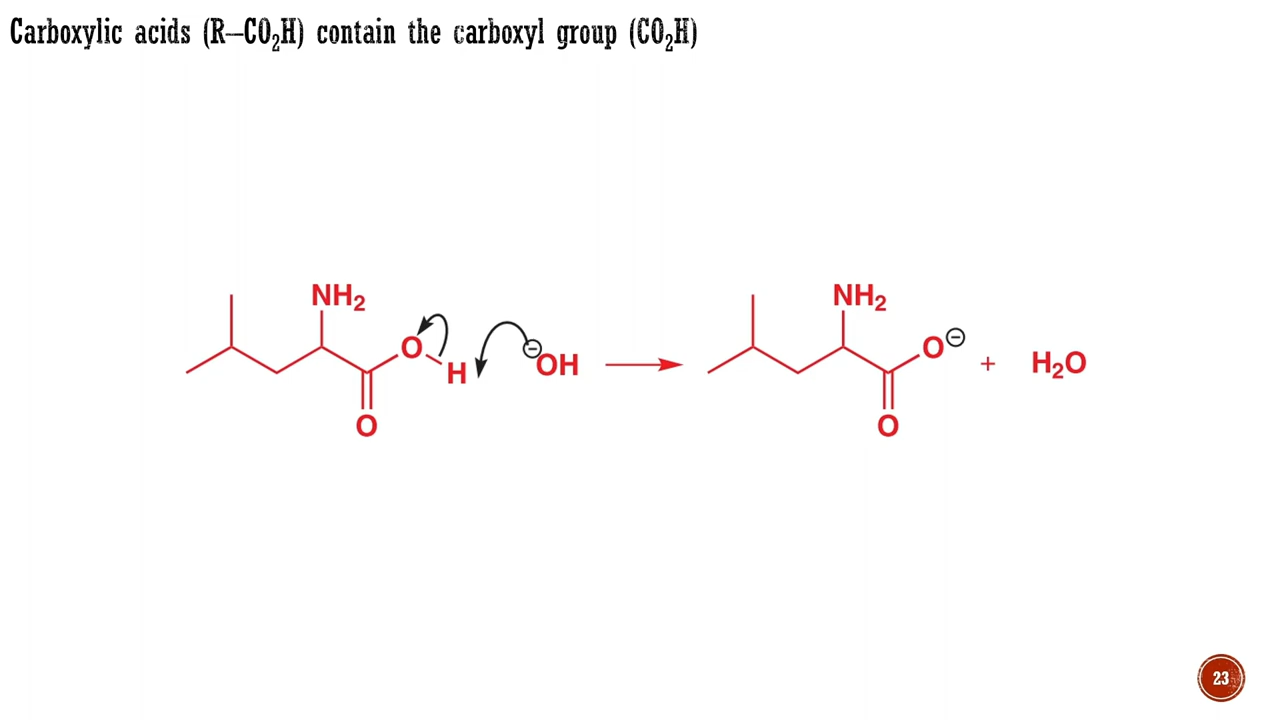 Carboxylic acids (R–CO₂H) contain the carboxyl group (CO₂H)
NH₂ NH₂
O H ⊖OH O⊖ + H₂O
O O
23